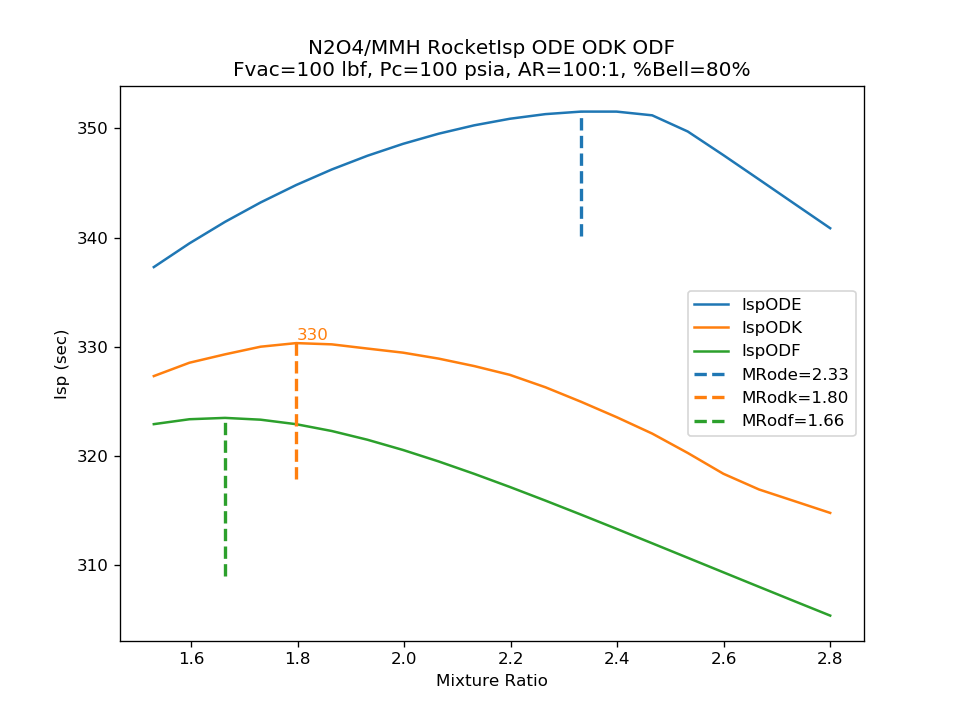 N2O4/MMH RocketIsp ODE ODK ODF
Fvac=100 lbf, Pc=100 psia, AR=100:1, %Bell=80%
350
340
330
320
310
Isp (sec)
330
IspODE
IspODK
IspODF
MRode=2.33
MRodk=1.80
MRodf=1.66
1.6 1.8 2.0 2.2 2.4 2.6 2.8
Mixture Ratio